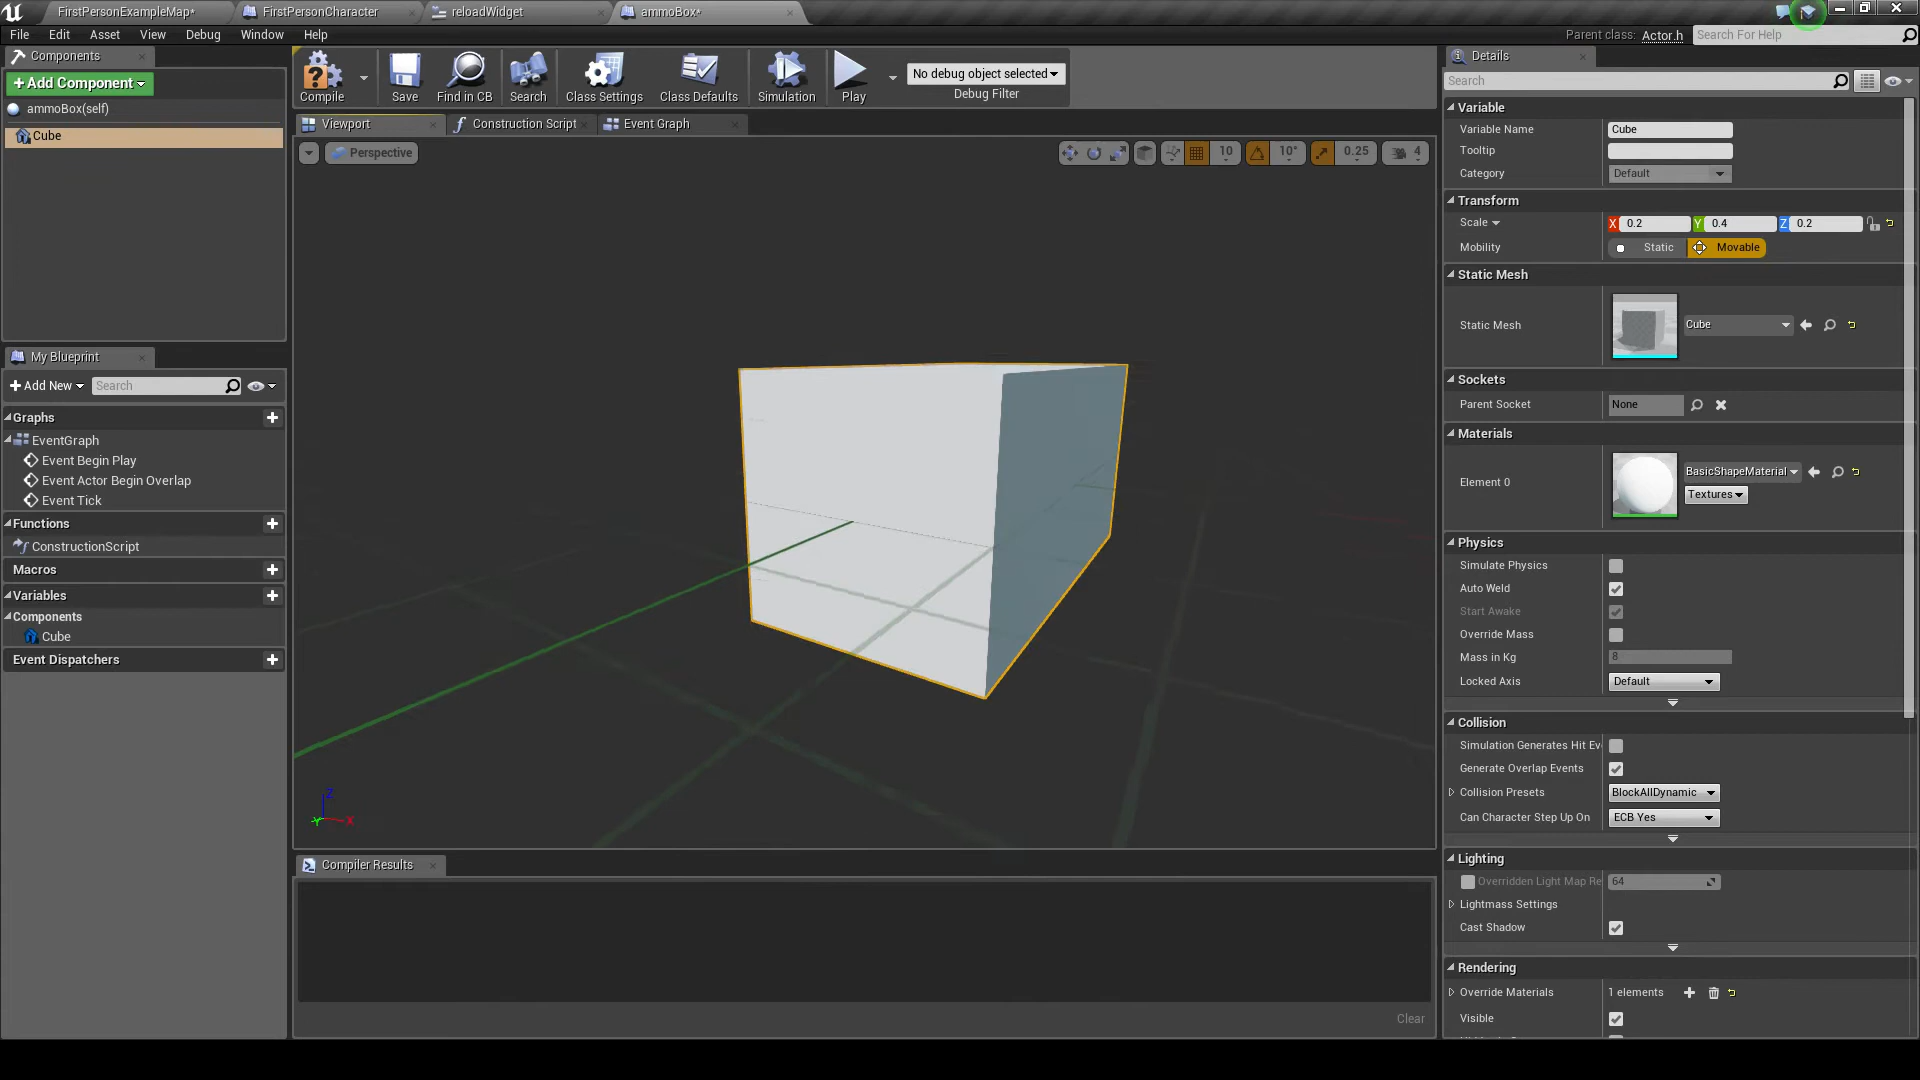 FirstPersonExampleMap*
FirstPersonCharacter
reloadWidget
ammoBox*
File Edit Asset View Debug Window Help
Parent class: Actor.h
Search For Help
Components
+Add Component
ammoBox(self)
Cube
Compile
Save
Find in CB
Search
Class Settings
Class Defaults
Simulation
Play
No debug object selected
Debug Filter
Viewport
Construction Script
Event Graph
Perspective
10
10°
0.25
4
My Blueprint
+Add New
Search
Graphs
EventGraph
Event Begin Play
Event Actor Begin Overlap
Event Tick
Functions
ConstructionScript
Macros
Variables
Components
Cube
Event Dispatchers
Z
X
Y
Compiler Results
Clear
Details
Search
Variable
Variable Name Cube
Tooltip
Category Default
Transform
Scale X 0.2 Y 0.4 Z 0.2
Mobility Static Movable
Static Mesh
Static Mesh Cube
Sockets
Parent Socket None
Materials
Element 0 BasicShapeMaterial
Textures
Physics
Simulate Physics
Auto Weld
Start Awake
Override Mass
Mass in Kg 8
Locked Axis Default
Collision
Simulation Generates Hit Ev
Generate Overlap Events
Collision Presets BlockAllDynamic
Can Character Step Up On ECB Yes
Lighting
Overridden Light Map Re 64
Lightmass Settings
Cast Shadow
Rendering
Override Materials 1 elements
Visible